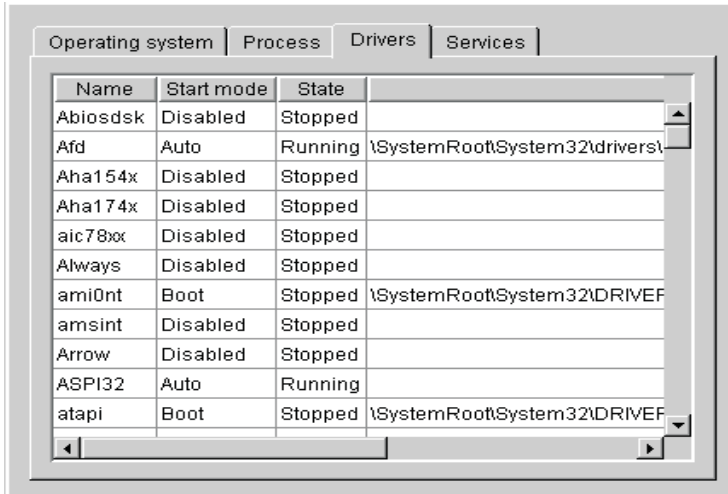 Operating system Process Drivers Services
Name Start mode State
Abiosdsk Disabled Stopped
Afd Auto Running \SystemRoot\System32\drivers\
Aha154x Disabled Stopped
Aha174x Disabled Stopped
aic78xx Disabled Stopped
Always Disabled Stopped
ami0nt Boot Stopped \SystemRoot\System32\DRIVER
amsint Disabled Stopped
Arrow Disabled Stopped
ASPI32 Auto Running
atapi Boot Stopped \SystemRoot\System32\DRIVER